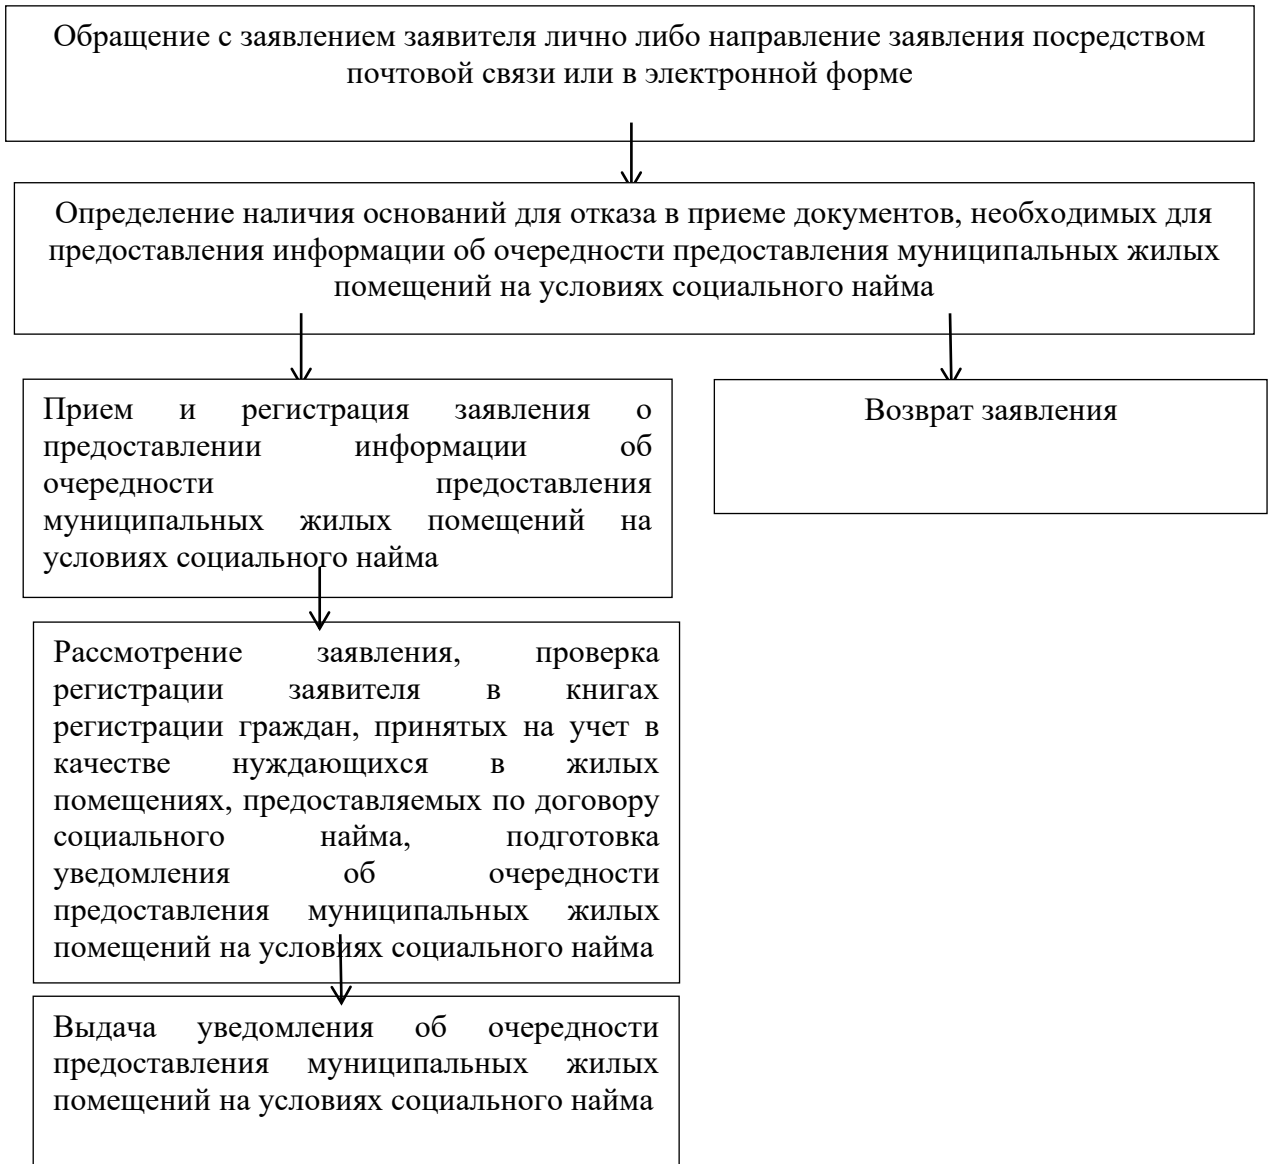 Обращение с заявлением заявителя лично либо направление заявления посредством
почтовой связи или в электронной форме
Определение наличия оснований для отказа в приеме документов, необходимых для
предоставления информации об очередности предоставления муниципальных жилых
помещений на условиях социального найма
Прием и регистрация заявления о
предоставлении информации об
очередности предоставления
муниципальных жилых помещений на
условиях социального найма
Возврат заявления
Рассмотрение заявления, проверка
регистрации заявителя в книгах
регистрации граждан, принятых на учет в
качестве нуждающихся в жилых
помещениях, предоставляемых по договору
социального найма, подготовка
уведомления об очередности
предоставления муниципальных жилых
помещений на условиях социального найма
Выдача уведомления об очередности
предоставления муниципальных жилых
помещений на условиях социального найма